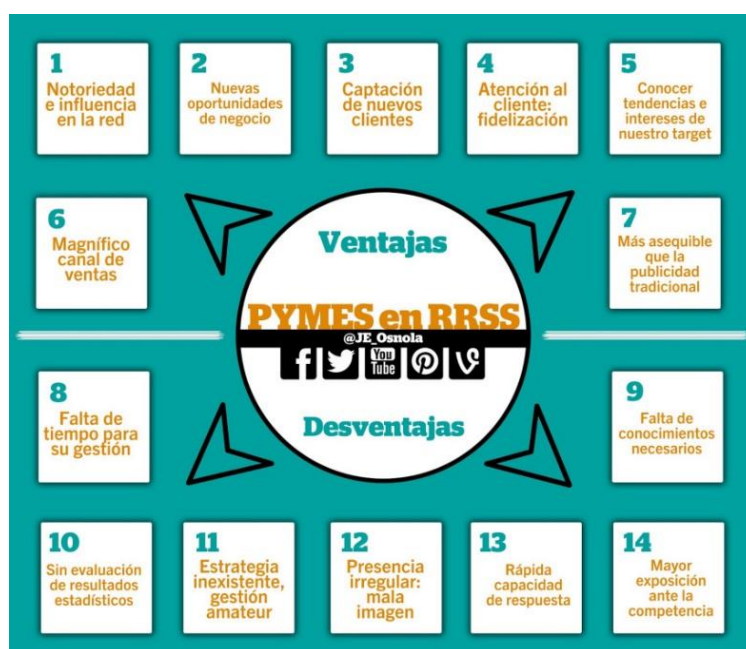 1
Notoriedad
e influencia
en la red
2
Nuevas
oportunidades
de negocio
3
Captación
de nuevos
clientes
4
Atención al
cliente:
fidelización
5
Conocer
tendencias e
intereses de
nuestro target
6
Magnífico
canal de
ventas
Ventajas
7
Más asequible
que la
publicidad
tradicional
PYMES en RRSS
@JE_Osnola
You
Tube
8
Falta de
tiempo para
su gestión
Desventajas
9
Falta de
conocimientos
necesarios
10
Sin evaluación
de resultados
estadísticos
11
Estrategia
inexistente,
gestión
amateur
12
Presencia
irregular:
mala
imagen
13
Rápida
capacidad
de respuesta
14
Mayor
exposición
ante la
competencia